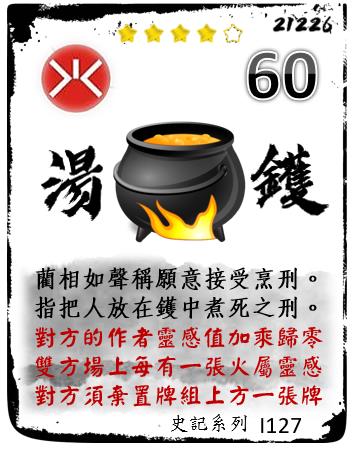 21226
60
湯 鑊
藺相如聲稱願意接受烹刑。
指把人放在鑊中煮死之刑。
對方的作者靈感值加乘歸零
雙方場上每有一張火屬靈感
對方須棄置牌組上方一張牌
史記系列 I127